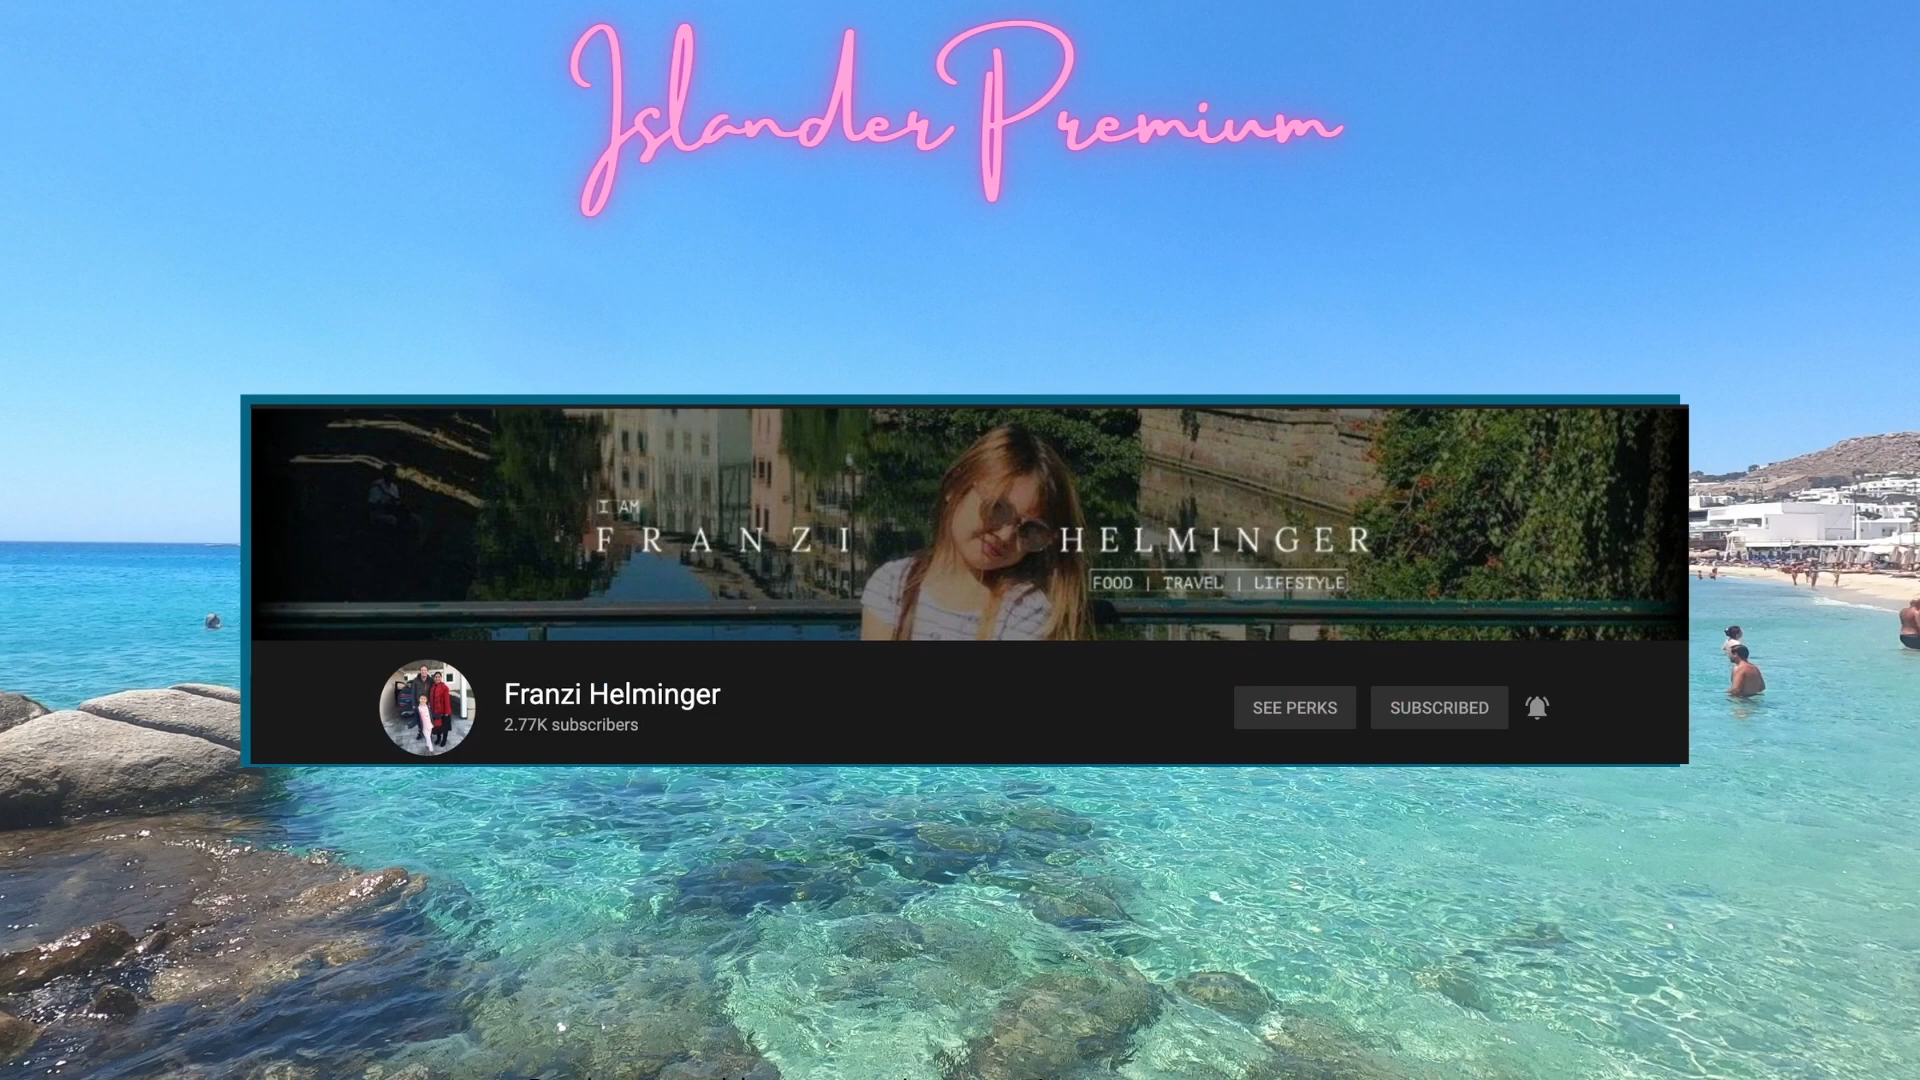 Islander Premium
I AM
FRANZI HELMINGER
FOOD | TRAVEL | LIFESTYLE
Franzi Helminger
2.77K subscribers
SEE PERKS
SUBSCRIBED